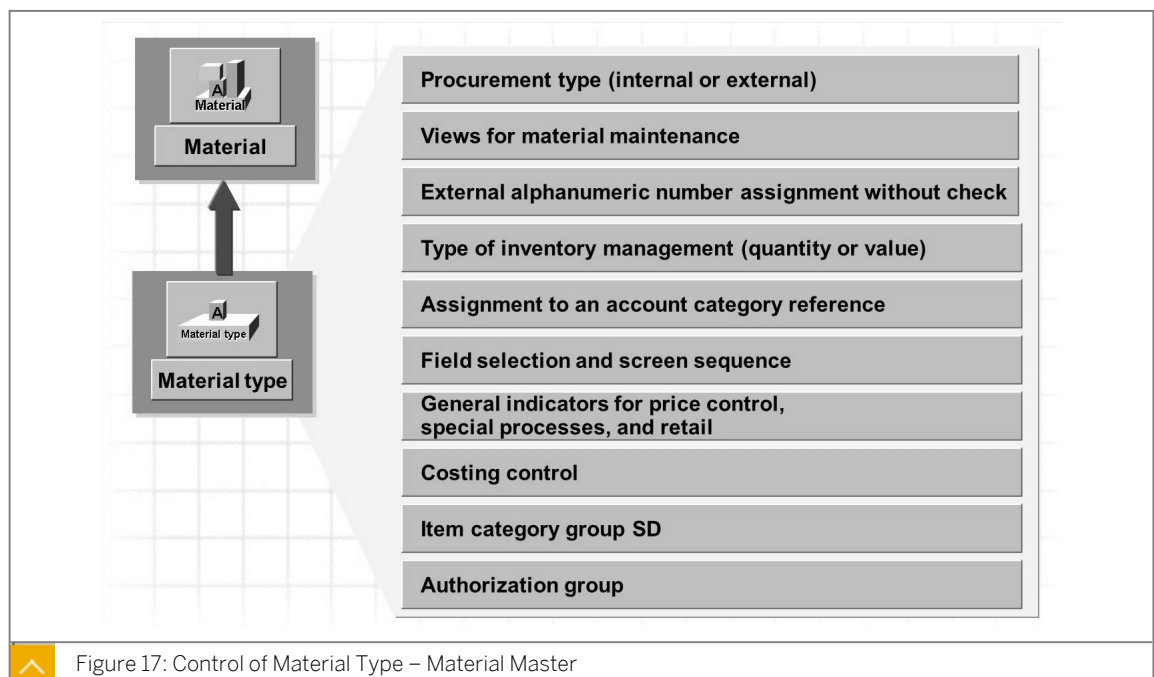 A
Material
Material
A
Material type
Material type
Procurement type (internal or external)
Views for material maintenance
External alphanumeric number assignment without check
Type of inventory management (quantity or value)
Assignment to an account category reference
Field selection and screen sequence
General indicators for price control,
special processes, and retail
Costing control
Item category group SD
Authorization group
Figure 17: Control of Material Type – Material Master